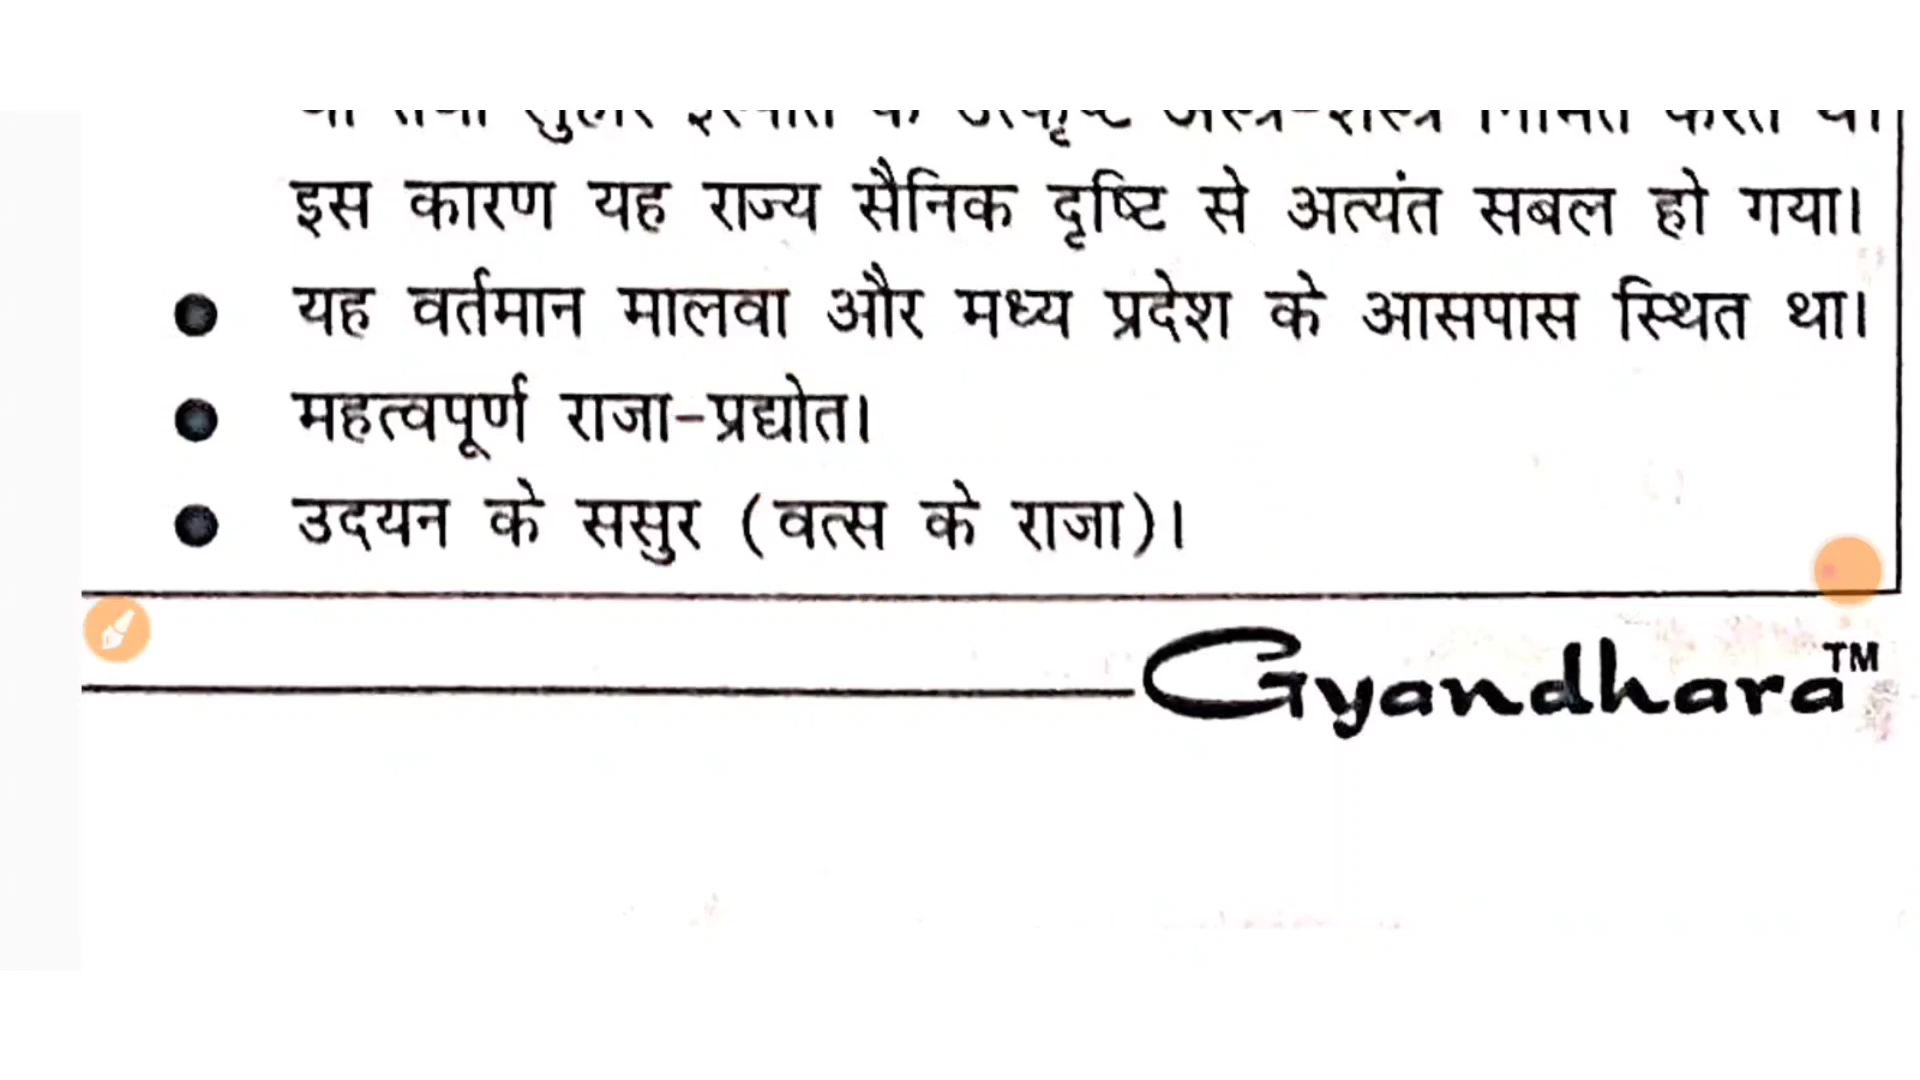 इस कारण यह राज्य सैनिक दृष्टि से अत्यंत सबल हो गया।
● यह वर्तमान मालवा और मध्य प्रदेश के आसपास स्थित था।
● महत्वपूर्ण राजा-प्रद्योत।
● उदयन के ससुर (वत्स के राजा)।
Gyandhara™